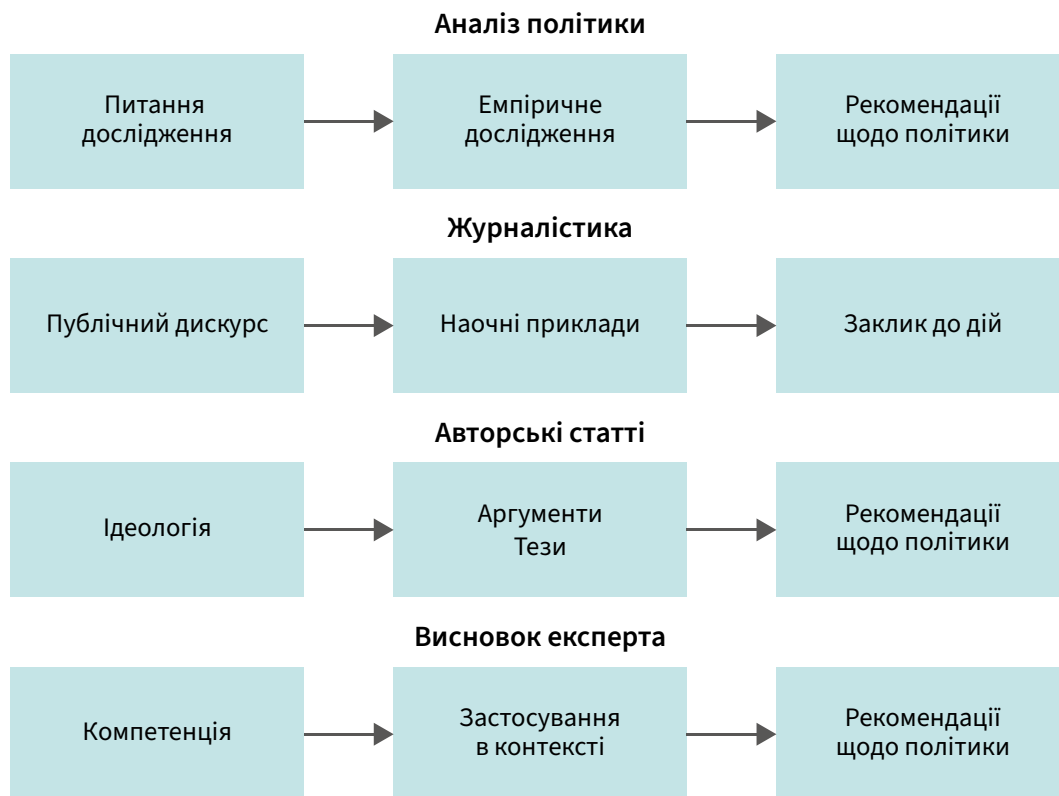 Аналіз політики
Питання
дослідження
Емпіричне
дослідження
Рекомендації
щодо політики
Журналістика
Публічний дискурс
Наочні приклади
Заклик до дій
Авторські статті
Ідеологія
Аргументи
Тези
Рекомендації
щодо політики
Висновок експерта
Компетенція
Застосування
в контексті
Рекомендації
щодо політики